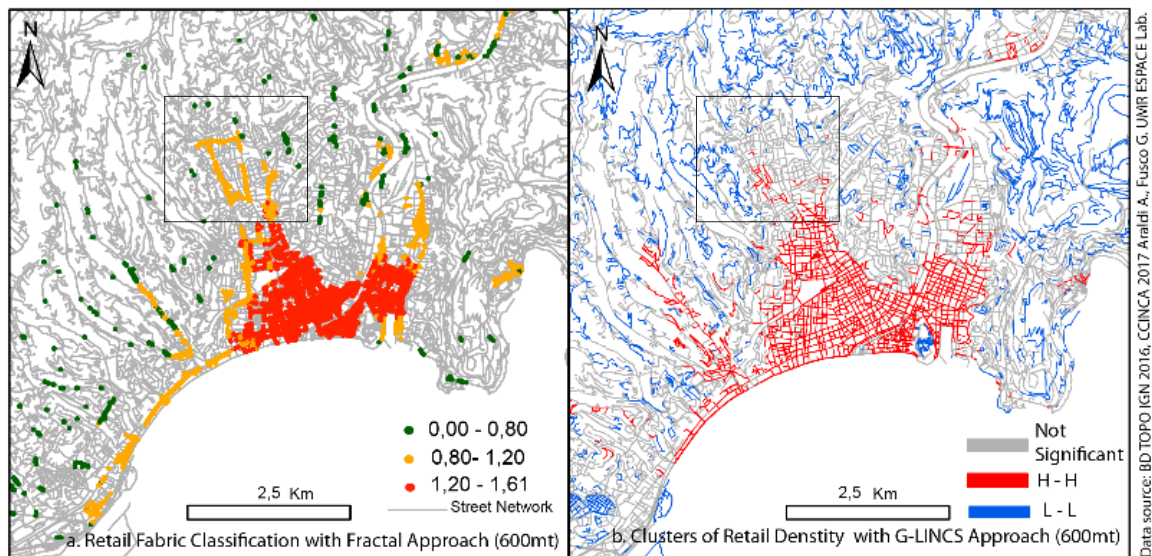 N
0,00 - 0,80
0,80- 1,20
1,20 - 1,61
Street Network
2,5 Km
a. Retail Fabric Classification with Fractal Approach (600mt)
N
Not
Significant
H - H
L - L
2,5 Km
b. Clusters of Retail Denstity with G-LINCS Approach (600mt)
Data source: BD TOPO IGN 2016, CCINCA 2017 Araldi A., Fusco G. UMR ESPACE Lab.